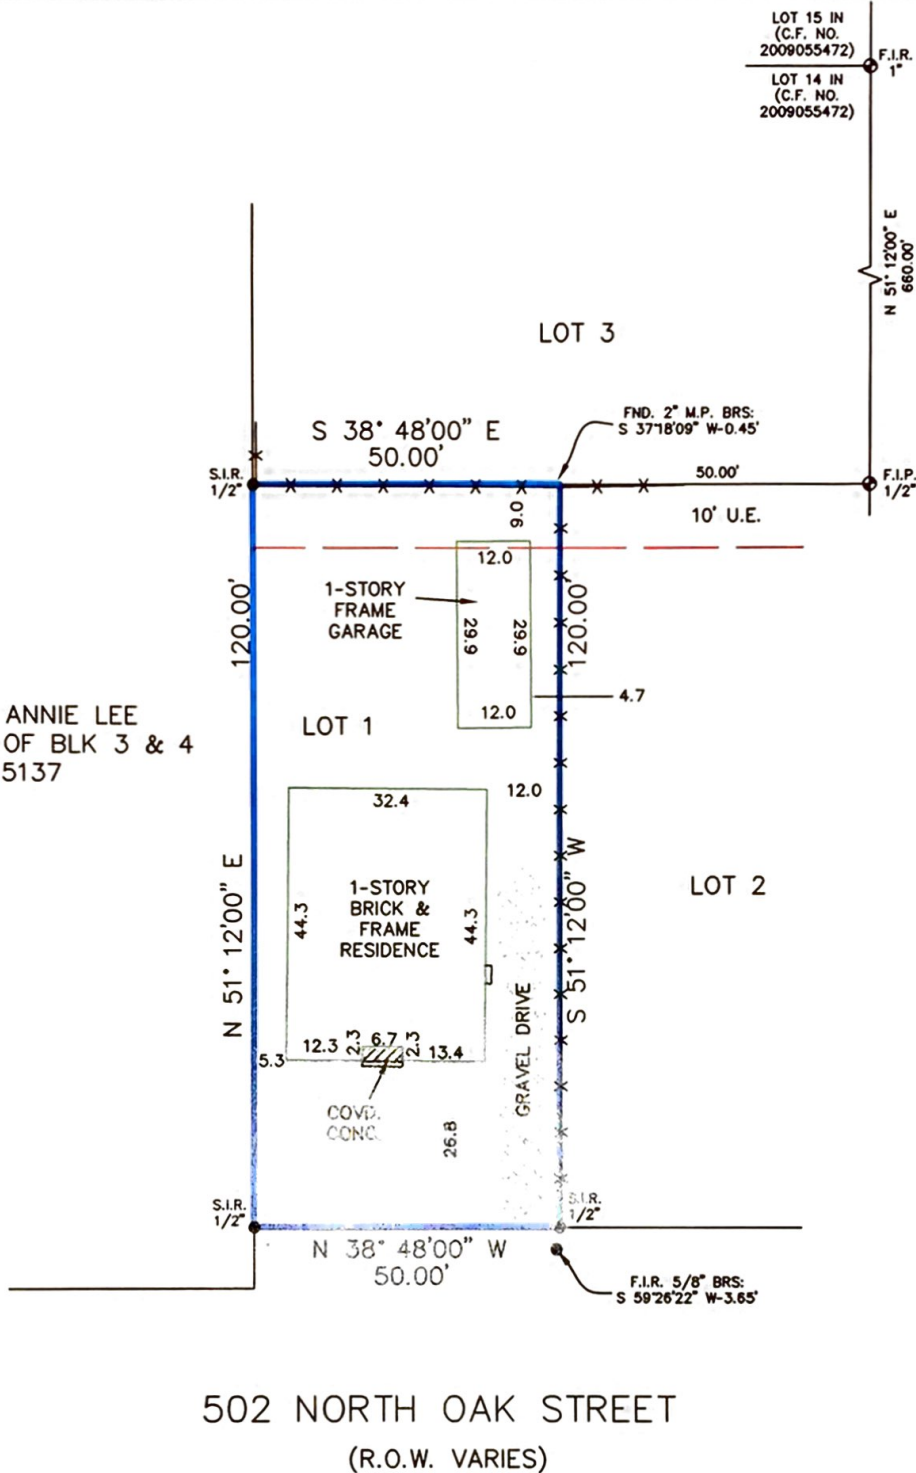 LOT 15 IN
(C.F. NO.
2009055472)
F.I.R.
1"
LOT 14 IN
(C.F. NO.
2009055472)
N 51° 12'00" E
660.00'
LOT 3
FND. 2" M.P. BRS:
S 37°18'09" W-0.45'
S 38° 48'00" E
50.00'
S.I.R.
1/2"
50.00'
F.I.P.
1/2"
9.0
10' U.E.
12.0
1-STORY
FRAME
GARAGE
29.9
29.9
120.00'
120.00'
4.7
12.0
ANNIE LEE
OF BLK 3 & 4
5137
LOT 1
32.4
12.0
1-STORY
BRICK &
FRAME
RESIDENCE
44.3
44.3
LOT 2
N 51° 12'00" E
S 51° 12'00" W
GRAVEL DRIVE
5.3
12.3
2.3
6.7
2.3
13.4
COVD.
CONC.
26.8
S.I.R.
1/2"
S.I.R.
1/2"
N 38° 48'00" W
50.00'
F.I.R. 5/8" BRS:
S 59°26'22" W-3.65'
502 NORTH OAK STREET
(R.O.W. VARIES)